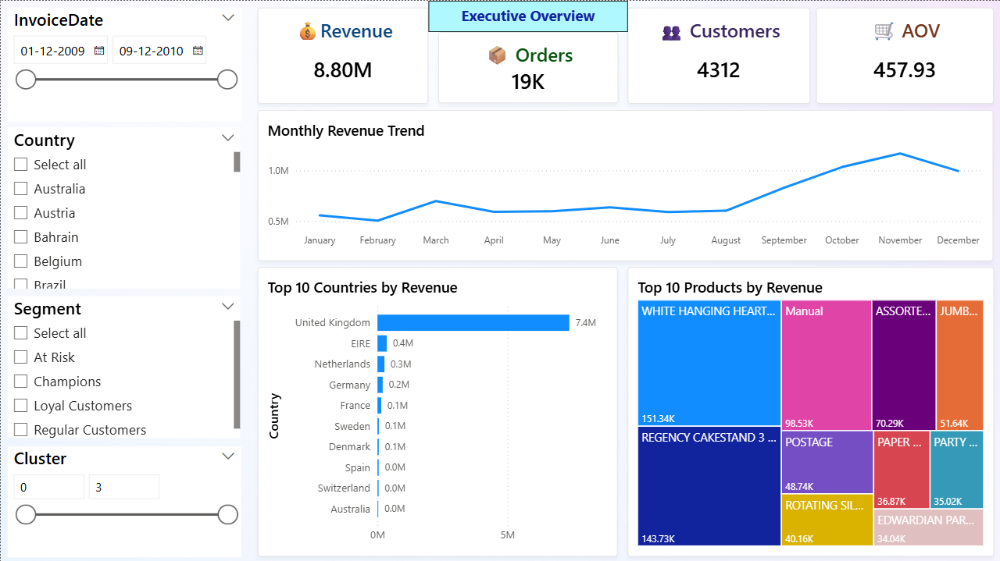 InvoiceDate
01-12-2009
09-12-2010
Country
Select all
Australia
Austria
Bahrain
Belgium
Brazil
Segment
Select all
At Risk
Champions
Loyal Customers
Regular Customers
Cluster
0
3
Executive Overview
Revenue
8.80M
Orders
19K
Customers
4312
AOV
457.93
Monthly Revenue Trend
1.0M
0.5M
January February March April May June July August September October November December
Top 10 Countries by Revenue
Country
United Kingdom 7.4M
EIRE 0.4M
Netherlands 0.3M
Germany 0.2M
France 0.1M
Sweden 0.1M
Denmark 0.1M
Spain 0.0M
Switzerland 0.0M
Australia 0.0M
0M 5M
Top 10 Products by Revenue
WHITE HANGING HEART...
151.34K
REGENCY CAKESTAND 3 ...
143.73K
Manual
98.53K
ASSORTE...
70.29K
JUMB...
51.64K
POSTAGE
48.74K
ROTATING SIL...
40.16K
PAPER ...
36.87K
PARTY ...
35.02K
EDWARDIAN PAR...
34.04K